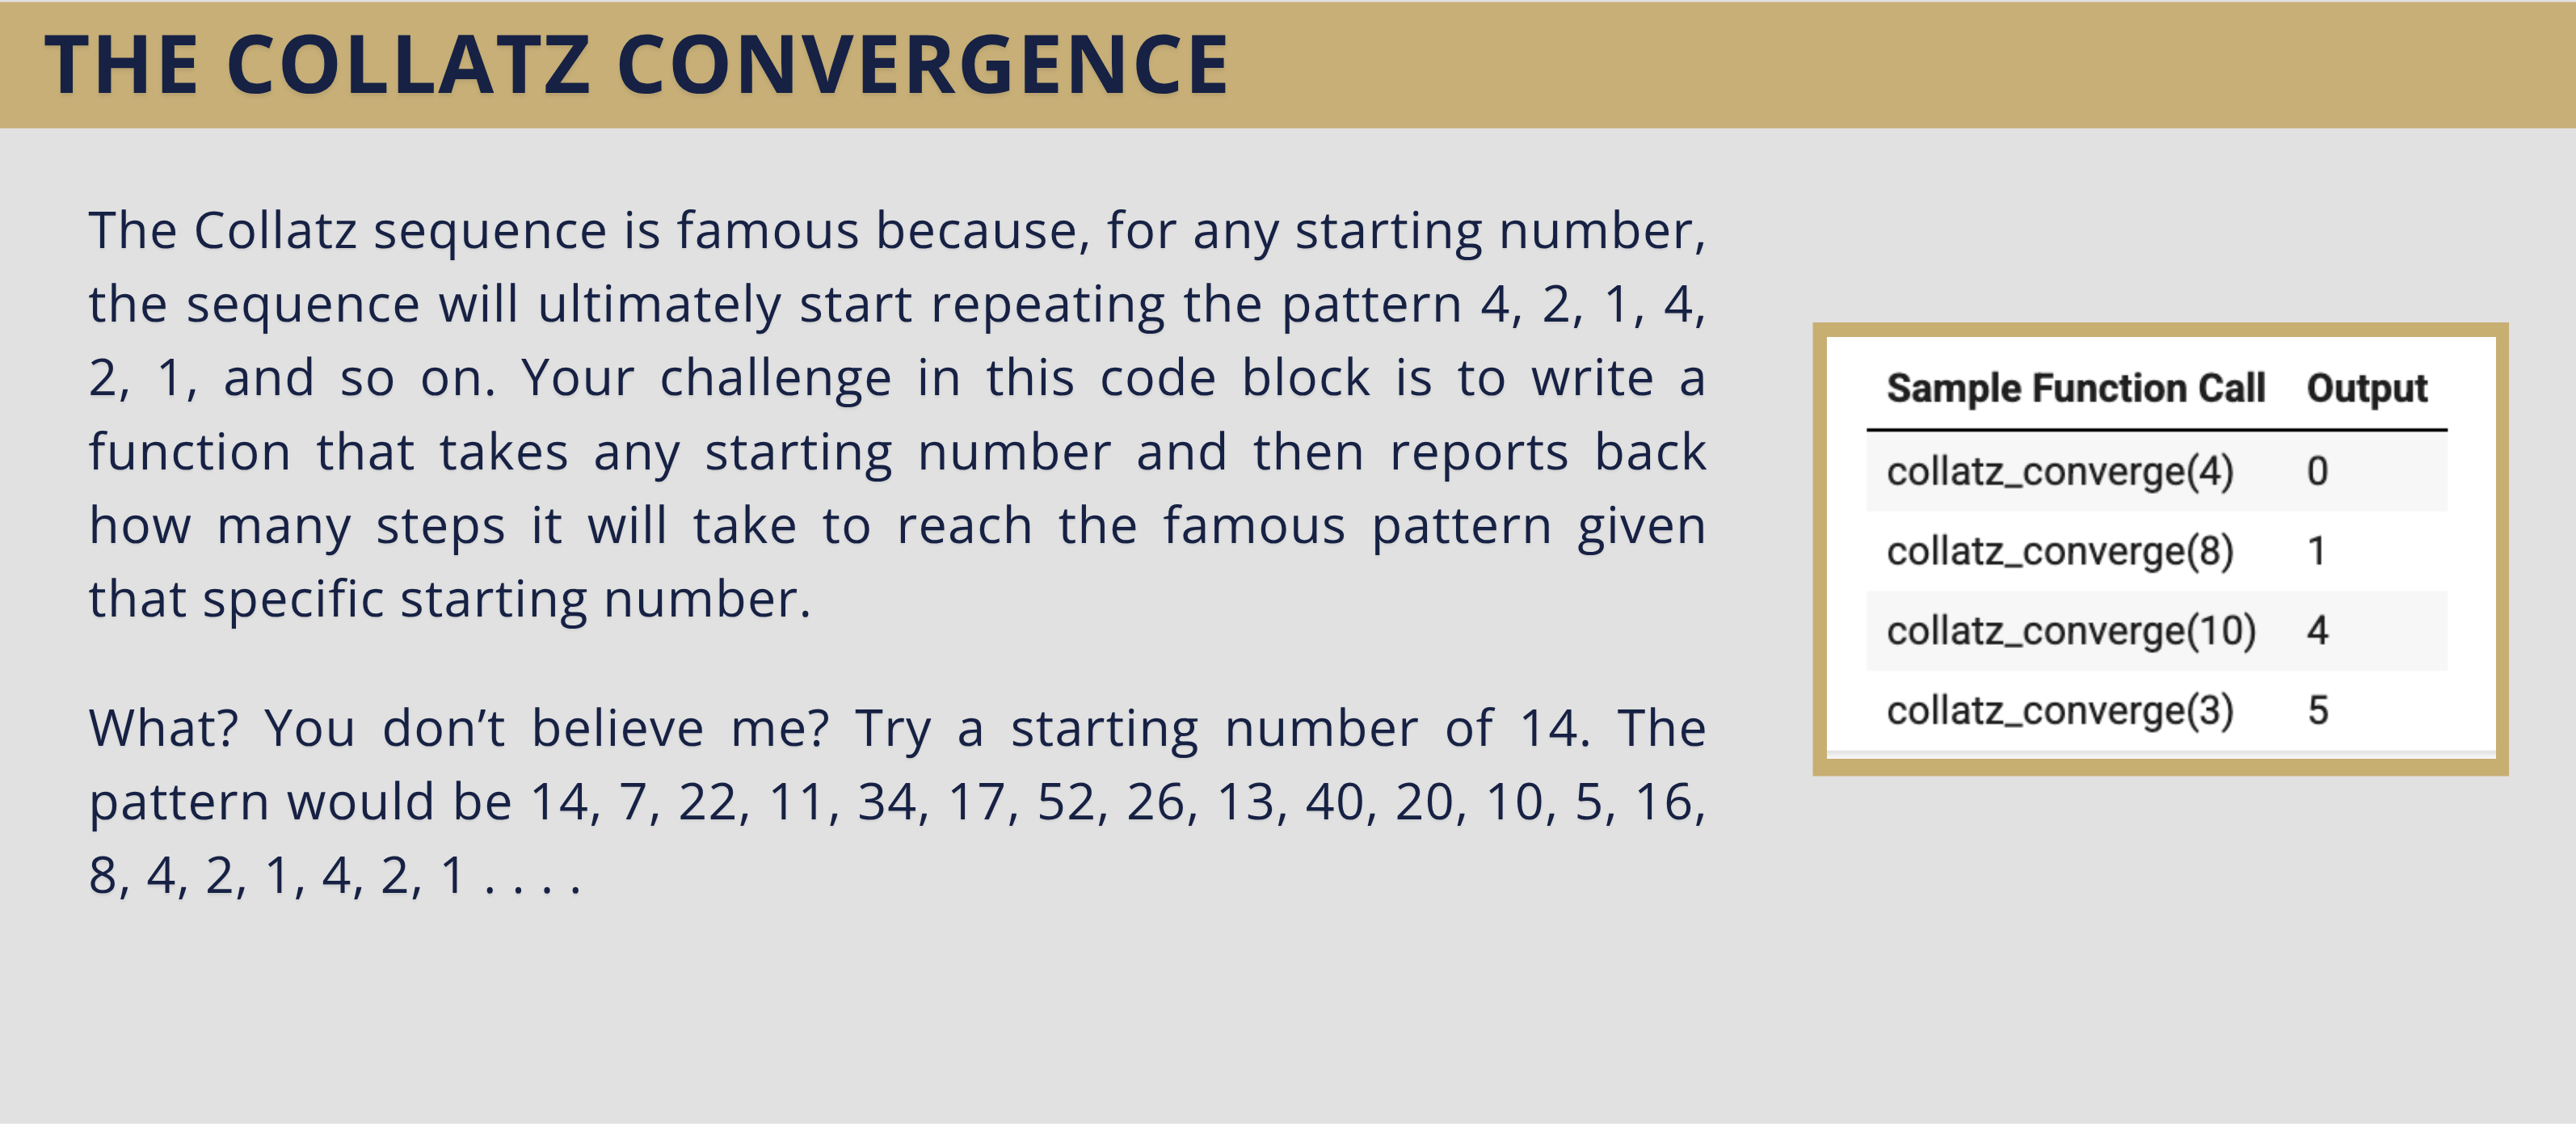 THE COLLATZ CONVERGENCE
The Collatz sequence is famous because, for any starting number,
the sequence will ultimately start repeating the pattern 4, 2, 1, 4,
2, 1, and so on. Your challenge in this code block is to write a
function that takes any starting number and then reports back
how many steps it will take to reach the famous pattern given
that specific starting number.
What? You don’t believe me? Try a starting number of 14. The
pattern would be 14, 7, 22, 11, 34, 17, 52, 26, 13, 40, 20, 10, 5, 16,
8, 4, 2, 1, 4, 2, 1 . . . .
Sample Function Call Output
collatz_converge(4) 0
collatz_converge(8) 1
collatz_converge(10) 4
collatz_converge(3) 5